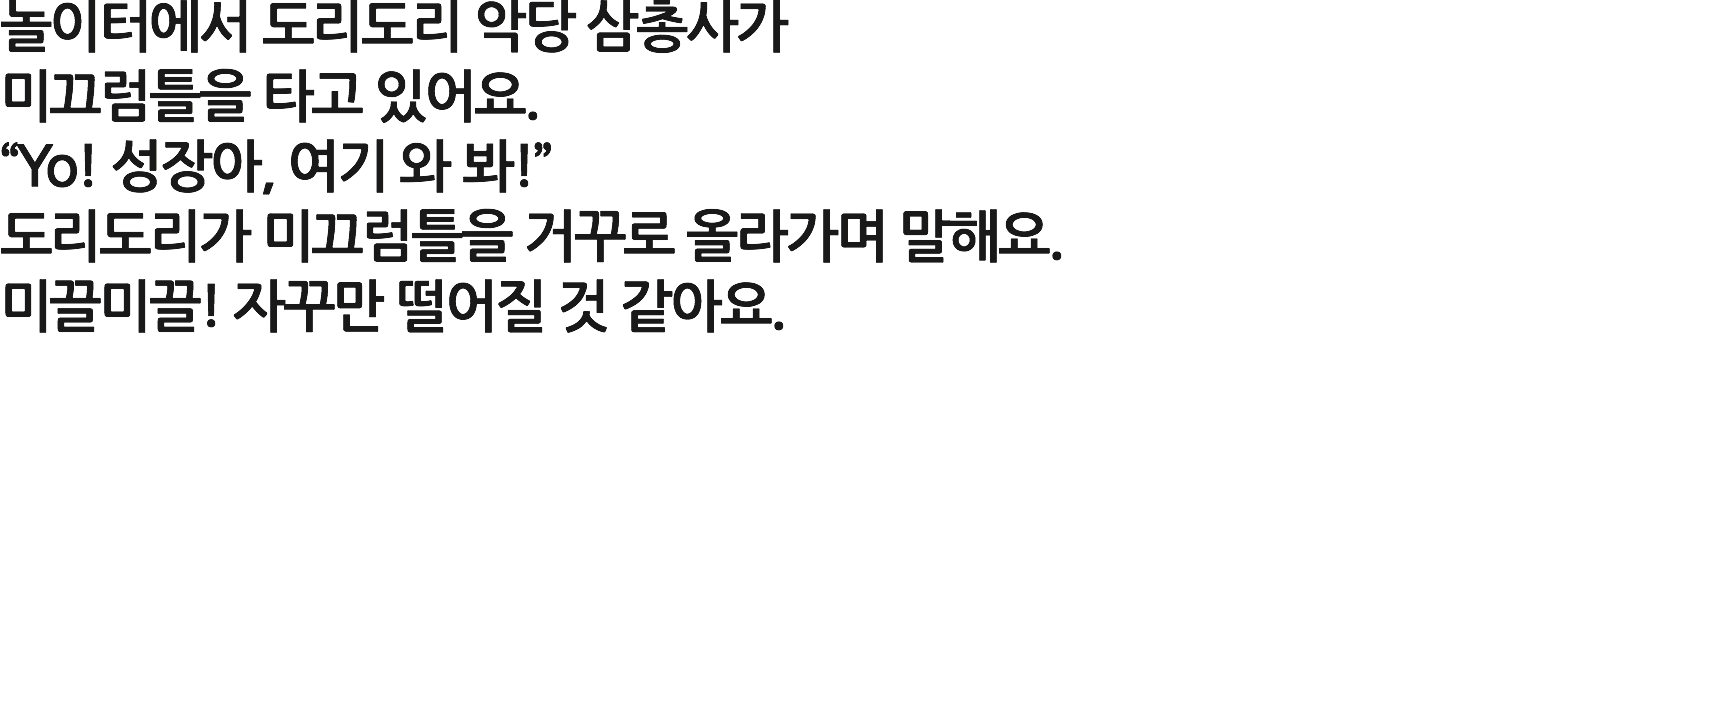 놀이터에서 도리도리 악당 삼총사가
미끄럼틀을 타고 있어요.
“Yo! 성장아, 여기 와 봐!”
도리도리가 미끄럼틀을 거꾸로 올라가며 말해요.
미끌미끌! 자꾸만 떨어질 것 같아요.